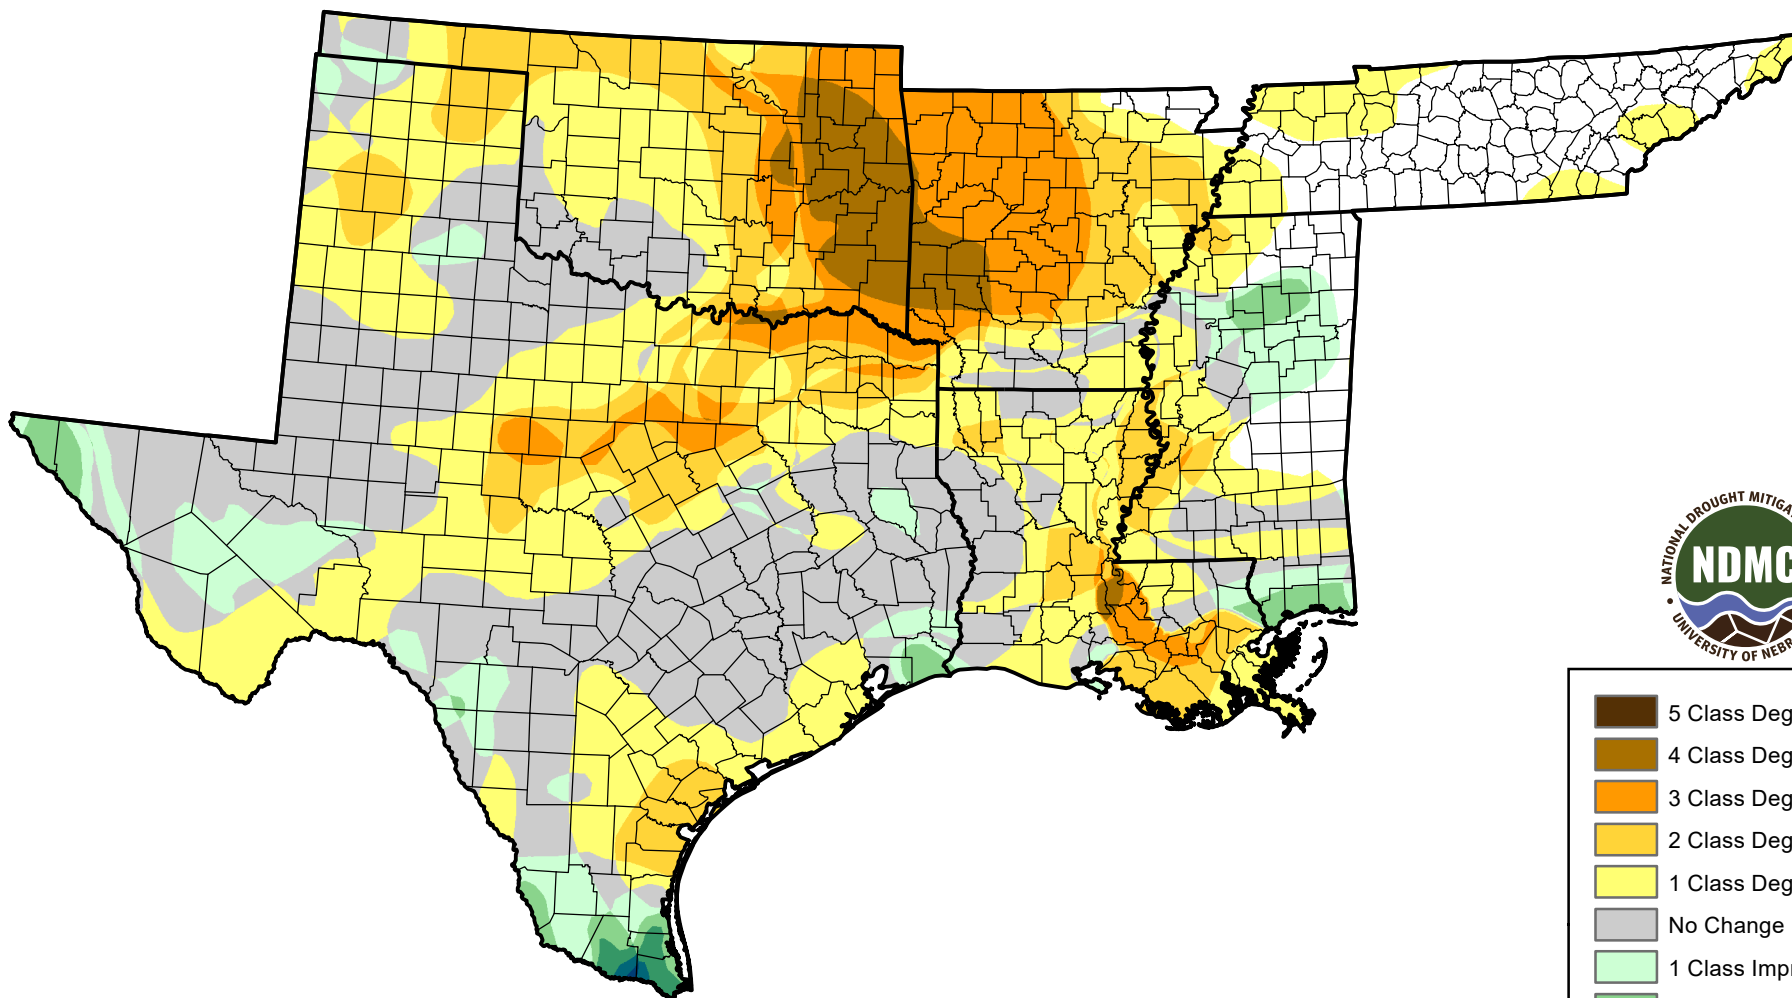 NATIONAL DROUGHT MITIGA
NDMC
UNIVERSITY OF NEBR
5 Class Deg
4 Class Deg
3 Class Deg
2 Class Deg
1 Class Deg
No Change
1 Class Impr